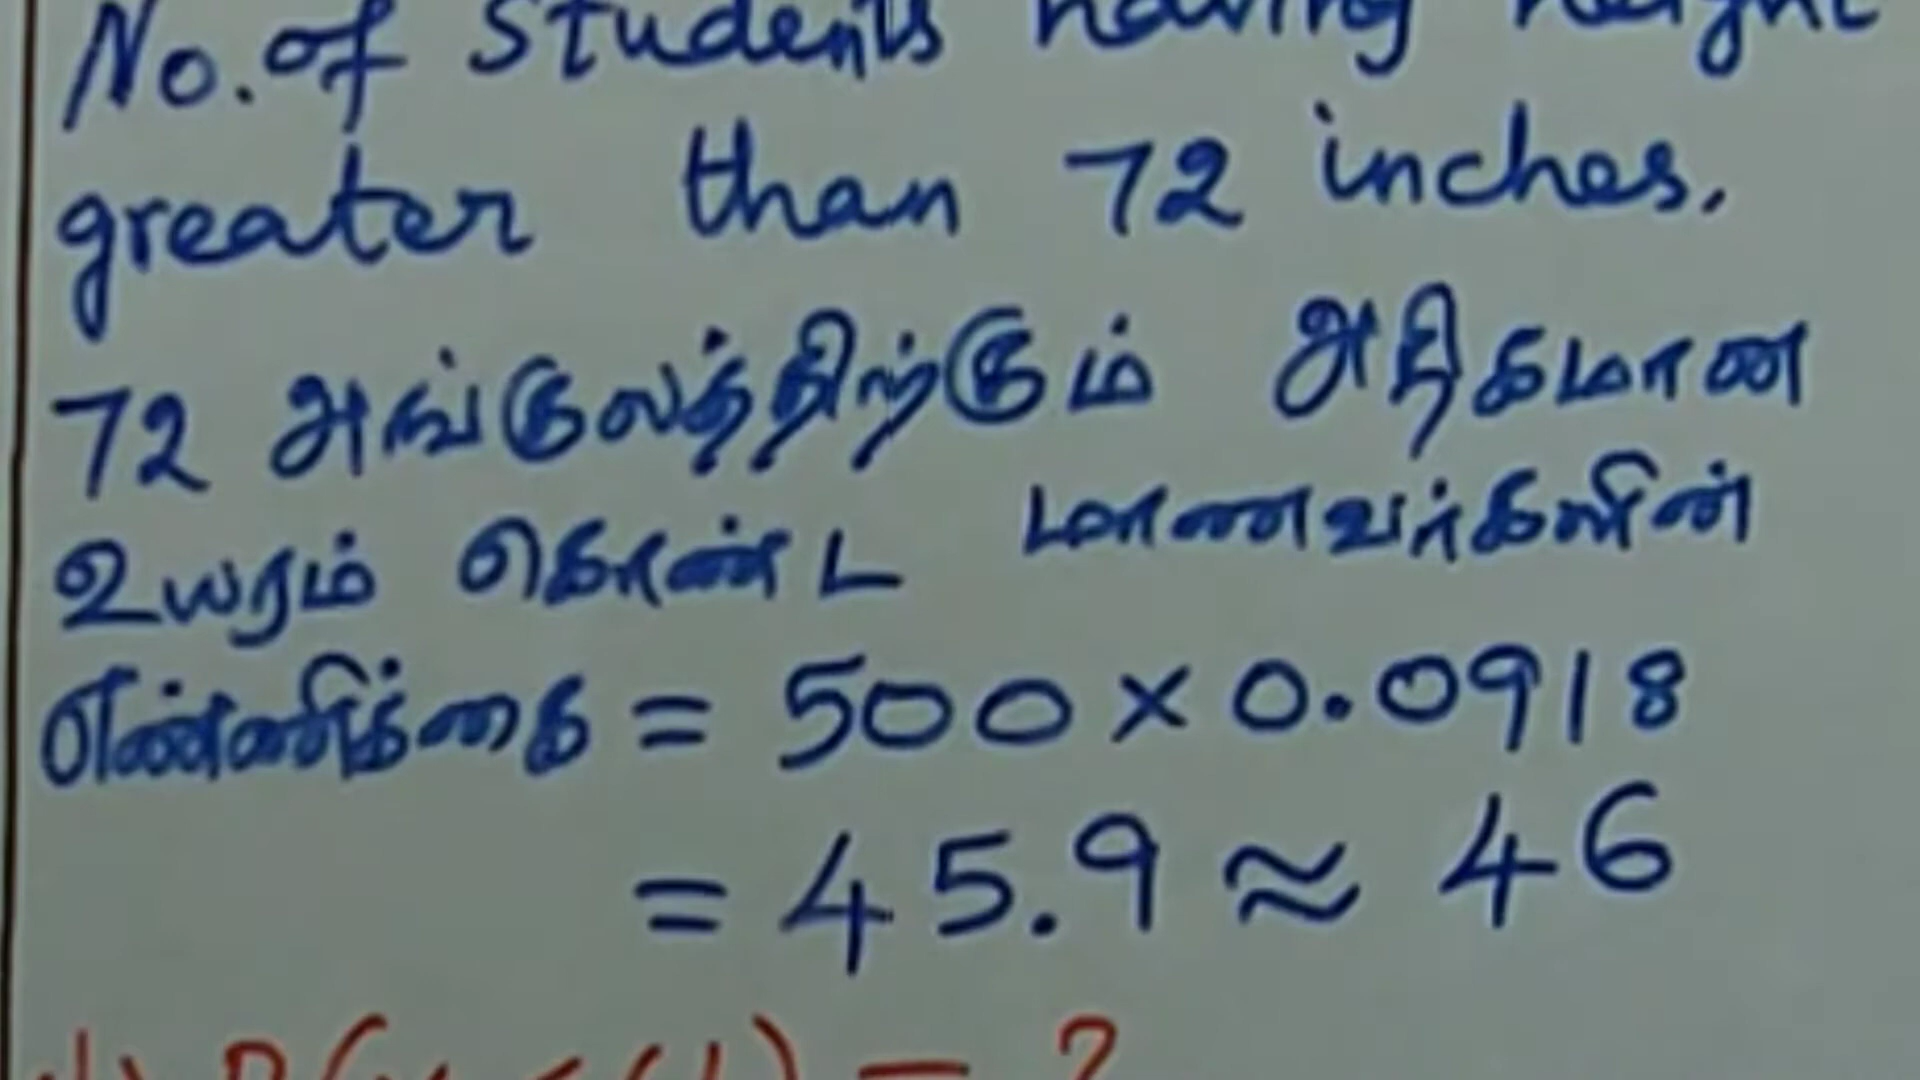 No. of Students having height
greater than 72 inches.
72 அங்குலத்திற்கும் அதிகமான
உயரம் கொண்ட மாணவர்களின்
எண்ணிக்கை = 500 × 0.0918
= 45.9 ≈ 46
= ?